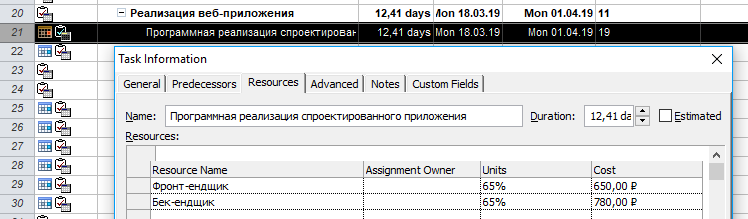 20 Реализация веб-приложения 12,41 days Mon 18.03.19 Mon 01.04.19 11
21 Программная реализация спроектирован 12,41 days Mon 18.03.19 Mon 01.04.19 19
22
23
24
25
26
27
28
29
30
Task Information
General Predecessors Resources Advanced Notes Custom Fields
Name: Программная реализация спроектированного приложения Duration: 12,41 da Estimated
Resources:
Resource Name Assignment Owner Units Cost
Фронт-ендщик 65% 650,00 ₽
Бек-ендщик 65% 780,00 ₽